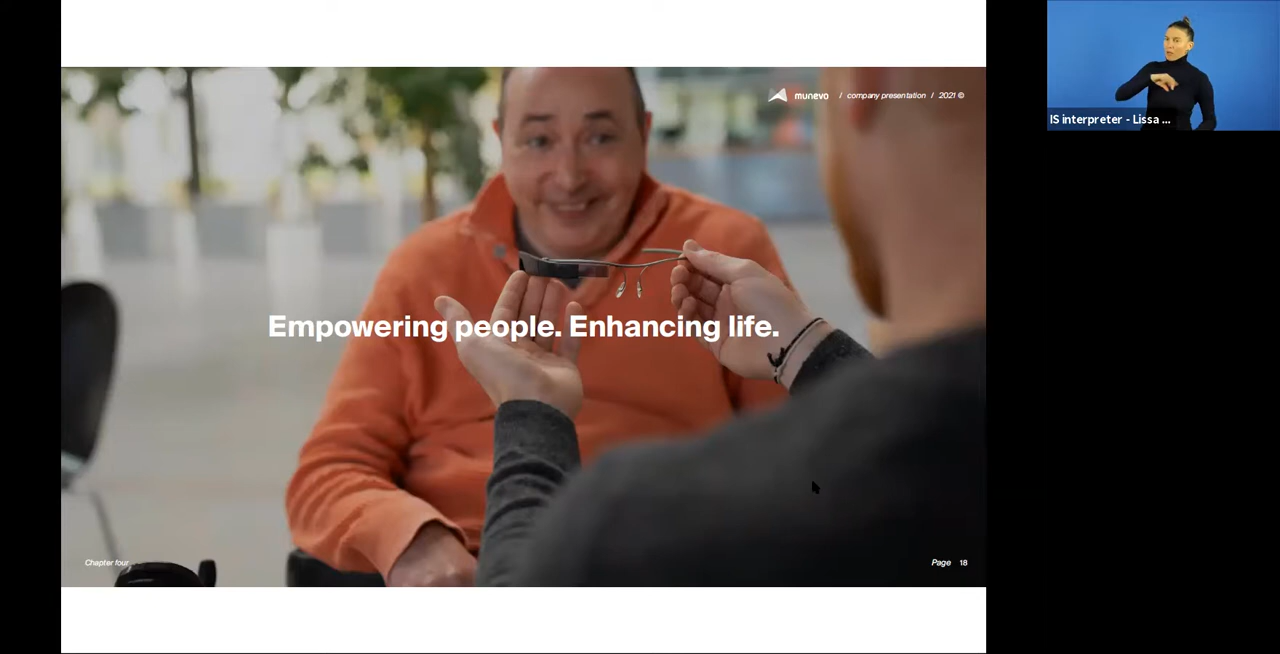 munevo / company presentation / 2021 ©
IS interpreter - Lissa ...
Empowering people. Enhancing life.
Chapter four
Page 18